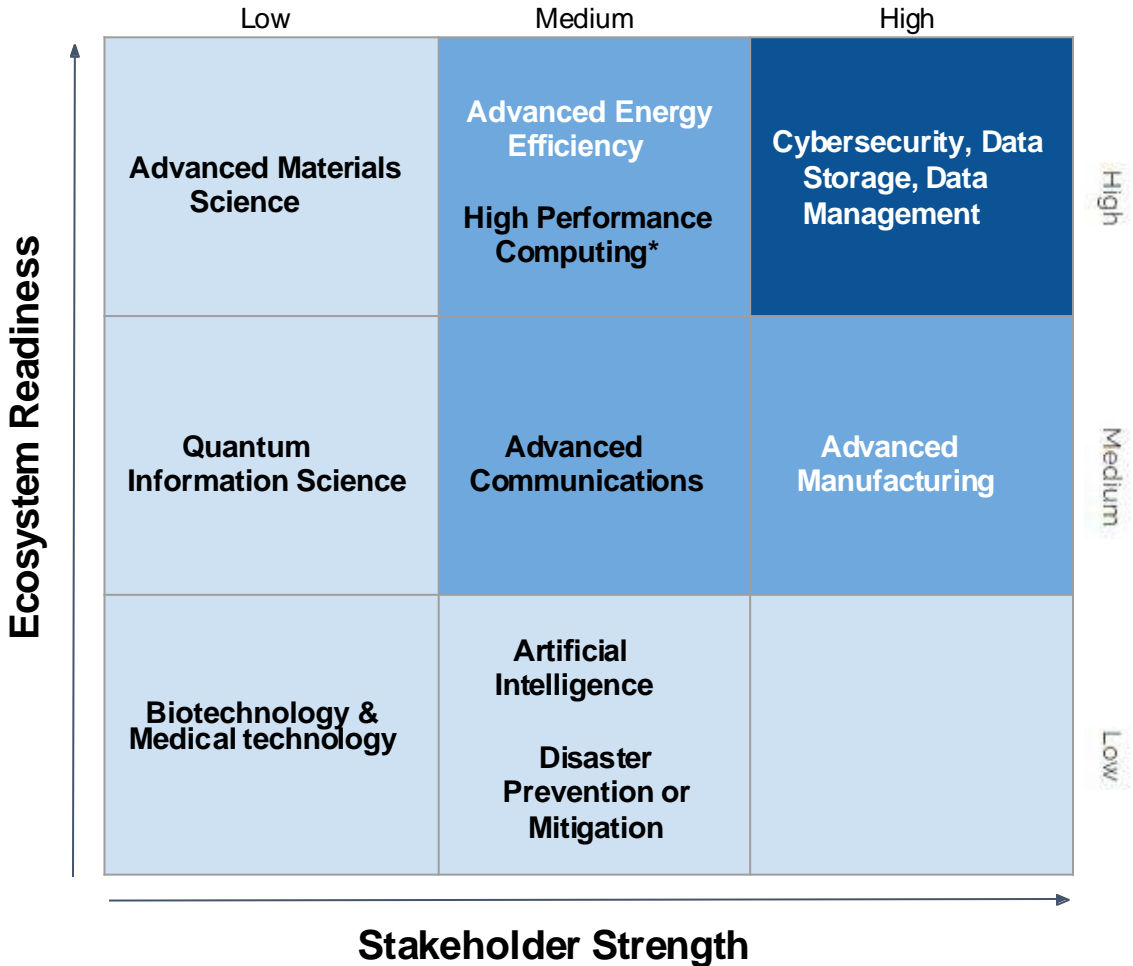 Low Medium High
Ecosystem Readiness
Advanced Materials
Science
Advanced Energy
Efficiency
High Performance
Computing*
Cybersecurity, Data
Storage, Data
Management
High
Quantum
Information Science
Advanced
Communications
Advanced
Manufacturing
Medium
Biotechnology &
Medical technology
Artificial
Intelligence
Disaster
Prevention or
Mitigation
Low
Stakeholder Strength